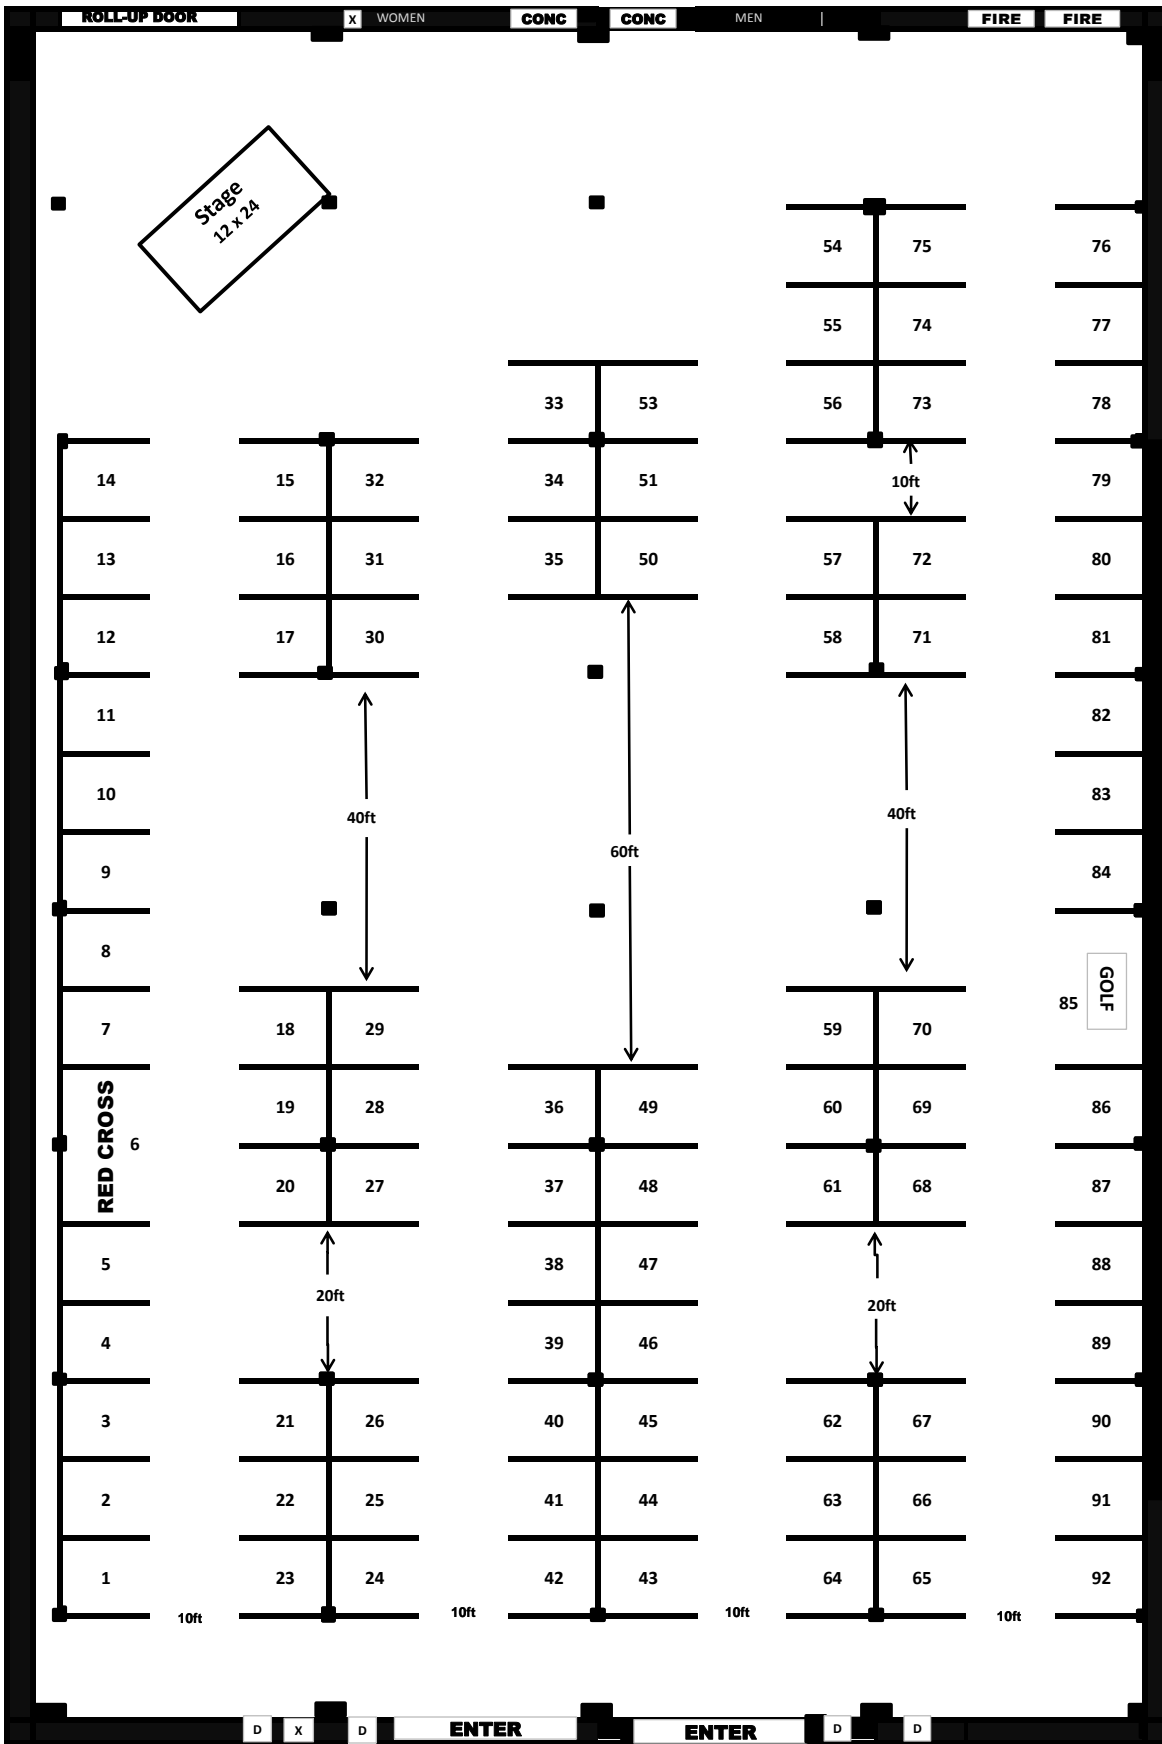 ROLL-UP DOOR X WOMEN CONC CONC MEN | FIRE FIRE
Stage
12 x 24
54 75 76
55 74 77
33 53 56 73 78
14 15 32 34 51 10ft 79
13 16 31 35 50 57 72 80
12 17 30 58 71 81
11 82
10 83
40ft 40ft
60ft
9 84
8
GOLF
85
7 18 29 59 70
RED CROSS
19 28 36 49 60 69 86
6
20 27 37 48 61 68 87
5 38 47 88
20ft 20ft
4 39 46 89
3 21 26 40 45 62 67 90
2 22 25 41 44 63 66 91
1 23 24 42 43 64 65 92
10ft 10ft 10ft 10ft
D X D ENTER ENTER D D